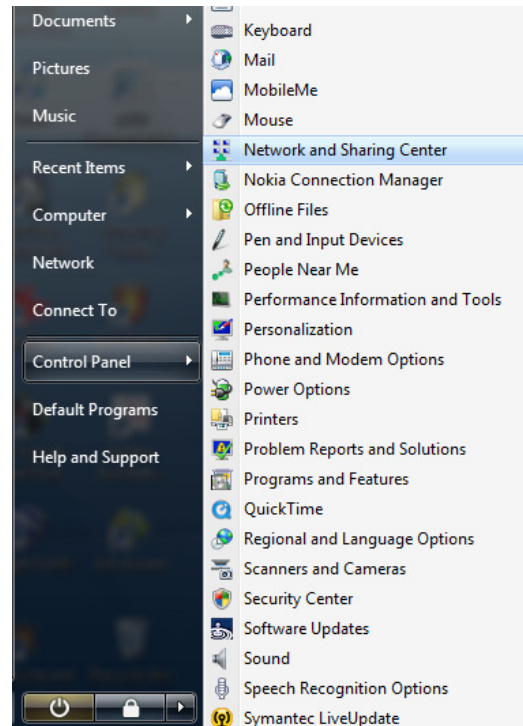 Documents
Pictures
Music
Recent Items
Computer
Network
Connect To
Control Panel
Default Programs
Help and Support
Keyboard
Mail
MobileMe
Mouse
Network and Sharing Center
Nokia Connection Manager
Offline Files
Pen and Input Devices
People Near Me
Performance Information and Tools
Personalization
Phone and Modem Options
Power Options
Printers
Problem Reports and Solutions
Programs and Features
QuickTime
Regional and Language Options
Scanners and Cameras
Security Center
Software Updates
Sound
Speech Recognition Options
Symantec LiveUpdate